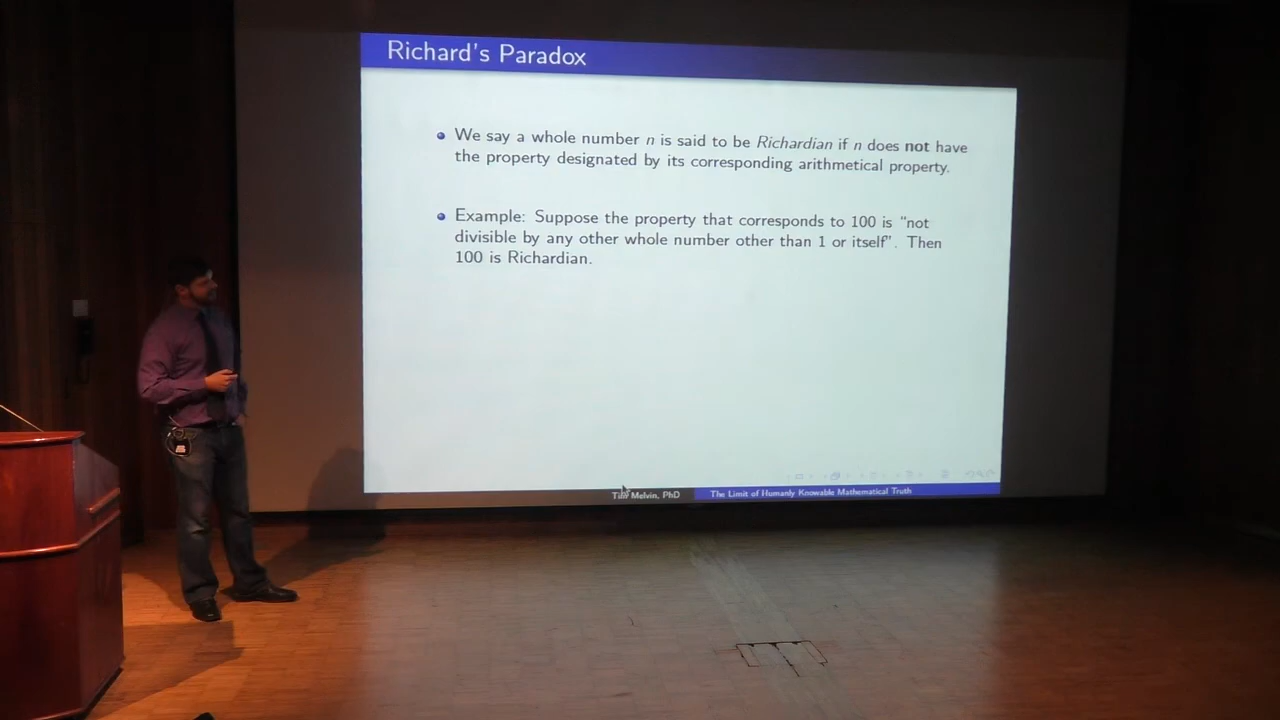 Richard's Paradox
We say a whole number n is said to be Richardian if n does not have
the property designated by its corresponding arithmetical property.
Example: Suppose the property that corresponds to 100 is “not
divisible by any other whole number other than 1 or itself”. Then
100 is Richardian.
Melvin, PhD
The Limit of Humanly Knowable Mathematical Truth